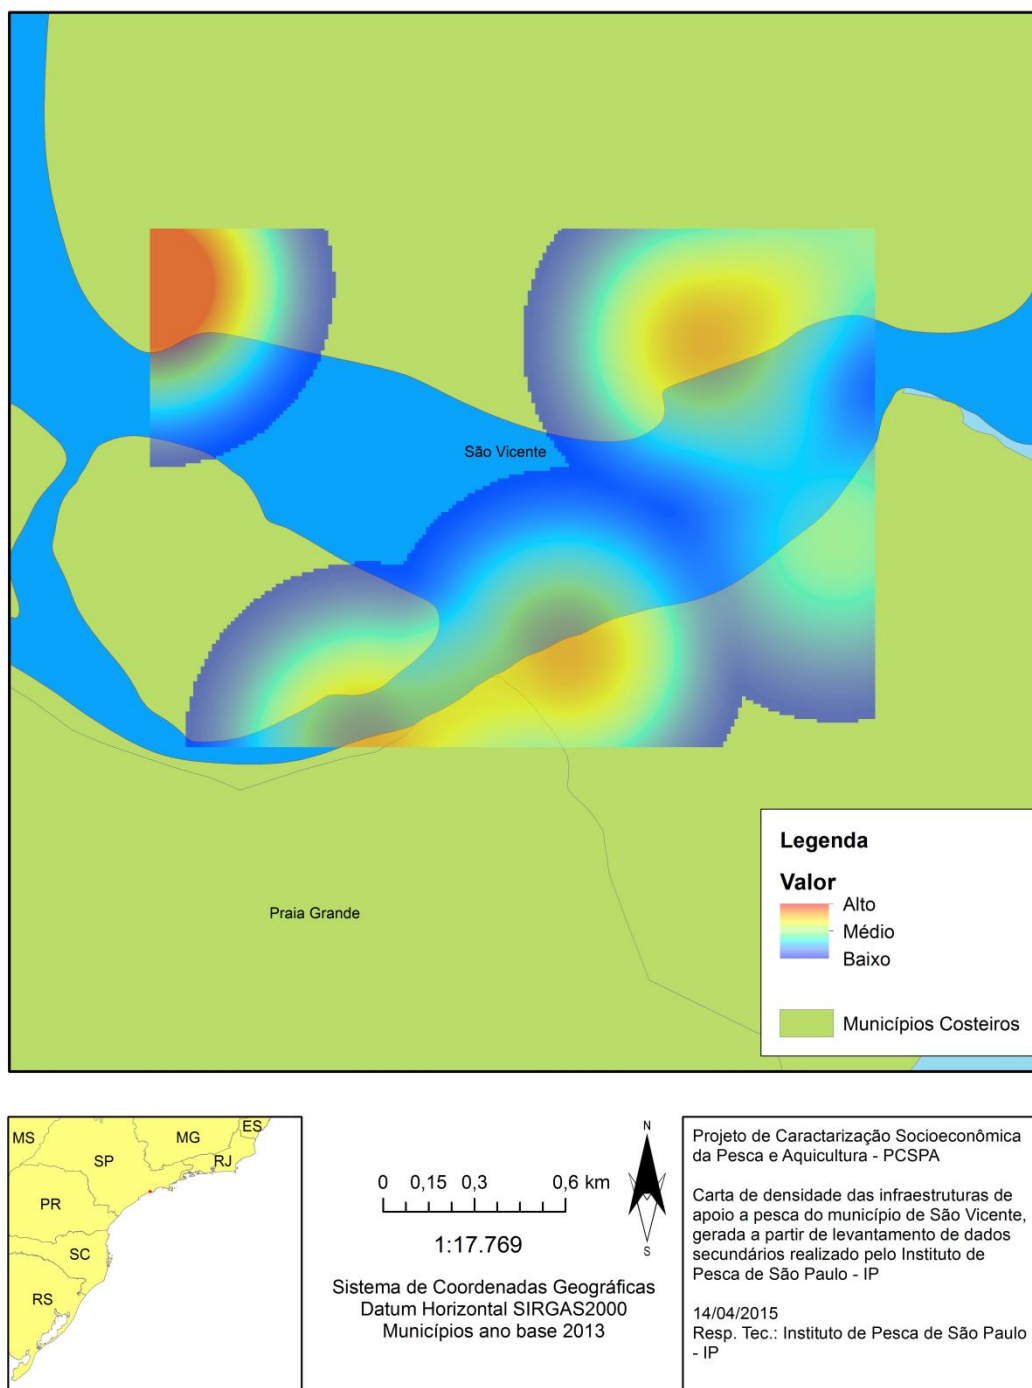 São Vicente
Praia Grande
Legenda
Valor
Alto
Médio
Baixo
Municípios Costeiros
MS
MG
ES
SP
RJ
PR
SC
RS
0 0,15 0,3 0,6 km
1:17.769
Sistema de Coordenadas Geográficas
Datum Horizontal SIRGAS2000
Municípios ano base 2013
N
S
Projeto de Caractarização Socioeconômica
da Pesca e Aquicultura - PCSPA
Carta de densidade das infraestruturas de
apoio a pesca do município de São Vicente,
gerada a partir de levantamento de dados
secundários realizado pelo Instituto de
Pesca de São Paulo - IP
14/04/2015
Resp. Tec.: Instituto de Pesca de São Paulo
- IP